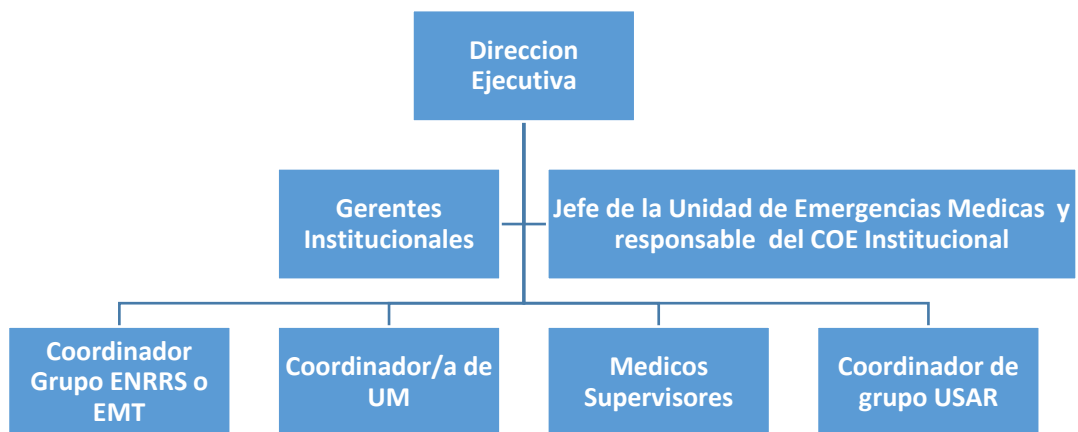 Direccion
Ejecutiva
Gerentes
Institucionales
Jefe de la Unidad de Emergencias Medicas y
responsable del COE Institucional
Coordinador
Grupo ENRRS o
EMT
Coordinador/a de
UM
Medicos
Supervisores
Coordinador de
grupo USAR